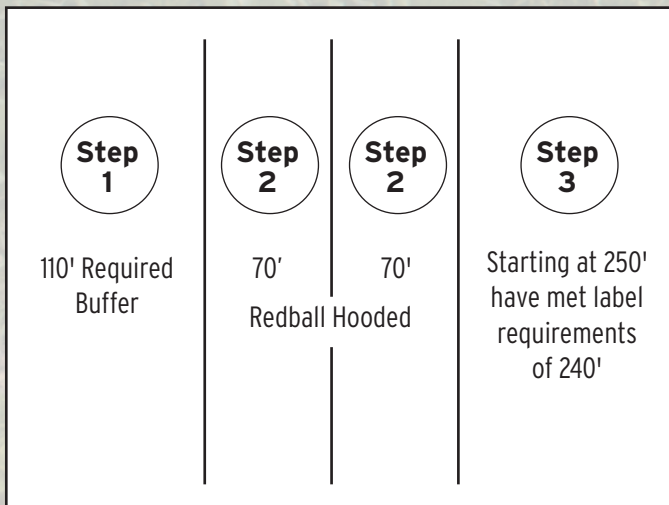 Step
1
110' Required
Buffer
Step
2
70’
Step
2
70'
Redball Hooded
Step
3
Starting at 250'
have met label
requirements
of 240'